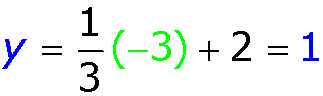 y = 1/3 (−3) + 2 = 1